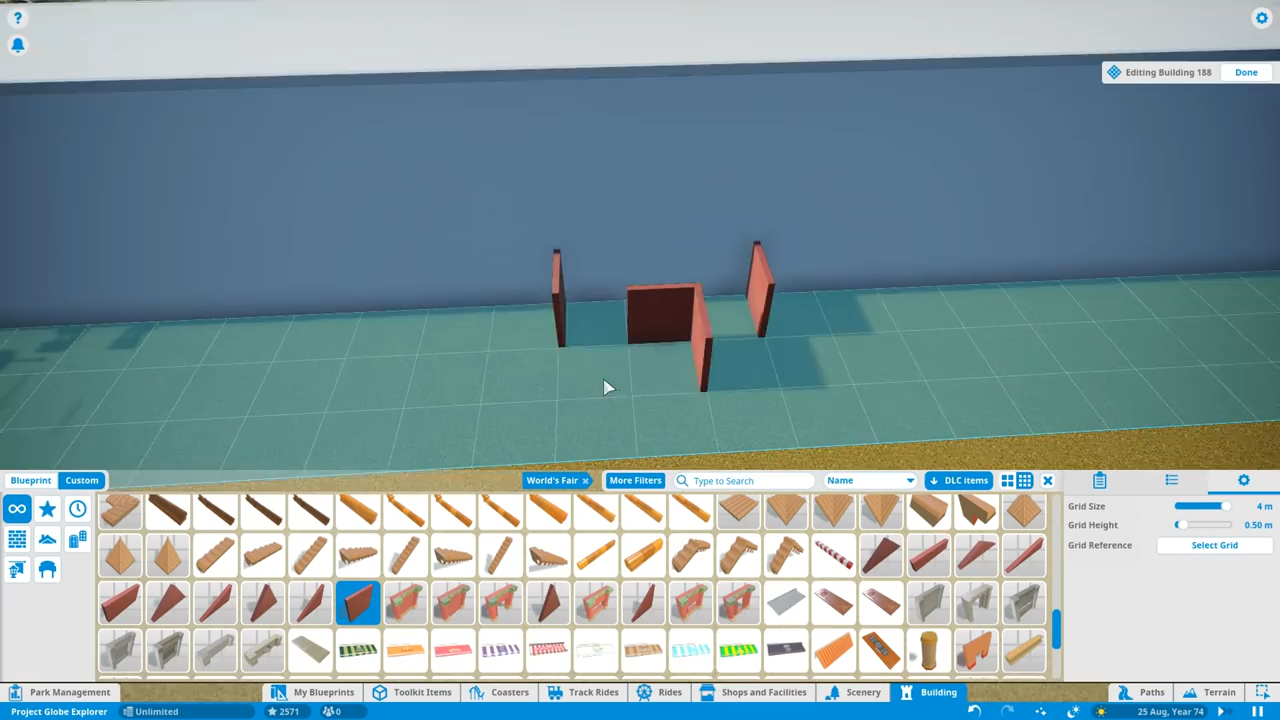 ?
Editing Building 188 Done
Blueprint Custom World's Fair × More Filters Type to Search Name DLC items
Grid Size 4 m
Grid Height 0.50 m
Grid Reference Select Grid
Park Management My Blueprints Toolkit Items Coasters Track Rides Rides Shops and Facilities Scenery Building Paths Terrain
Project Globe Explorer Unlimited 2571 0 25 Aug, Year 74